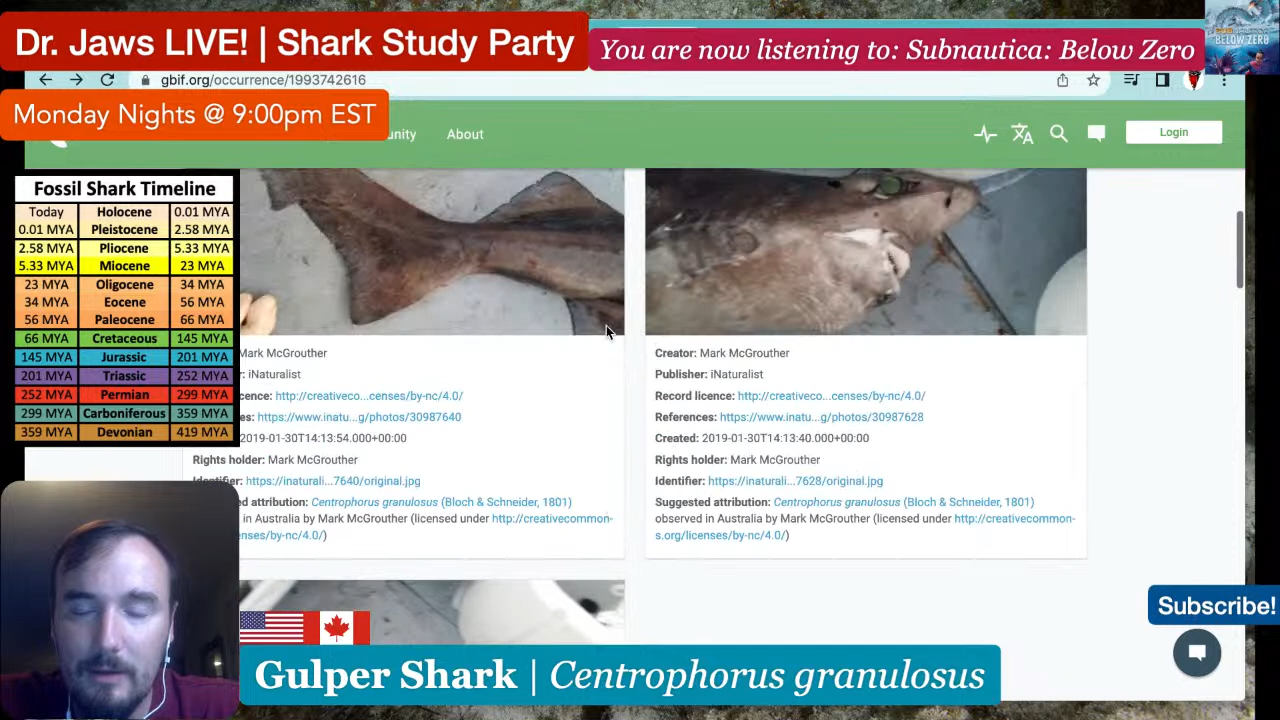 Dr. Jaws LIVE! | Shark Study Party
You are now listening to: Subnautica: Below Zero
BELOW ZERO
gbif.org/occurrence/1993742616
Monday Nights @ 9:00pm EST
unity About Login
Fossil Shark Timeline
Today Holocene 0.01 MYA
0.01 MYA Pleistocene 2.58 MYA
2.58 MYA Pliocene 5.33 MYA
5.33 MYA Miocene 23 MYA
23 MYA Oligocene 34 MYA
34 MYA Eocene 56 MYA
56 MYA Paleocene 66 MYA
66 MYA Cretaceous 145 MYA
145 MYA Jurassic 201 MYA
201 MYA Triassic 252 MYA
252 MYA Permian 299 MYA
299 MYA Carboniferous 359 MYA
359 MYA Devonian 419 MYA
Mark McGrouther
r: iNaturalist
cence: http://creativeco...censes/by-nc/4.0/
es: https://www.inatu...g/photos/30987640
2019-01-30T14:13:54.000+00:00
Rights holder: Mark McGrouther
Identifier: https://inaturali...7640/original.jpg
ed attribution: Centrophorus granulosus (Bloch & Schneider, 1801)
in Australia by Mark McGrouther (licensed under http://creativecommon-
enses/by-nc/4.0/)
Creator: Mark McGrouther
Publisher: iNaturalist
Record licence: http://creativeco...censes/by-nc/4.0/
References: https://www.inatu...g/photos/30987628
Created: 2019-01-30T14:13:40.000+00:00
Rights holder: Mark McGrouther
Identifier: https://inaturali...7628/original.jpg
Suggested attribution: Centrophorus granulosus (Bloch & Schneider, 1801)
observed in Australia by Mark McGrouther (licensed under http://creativecommon-
s.org/licenses/by-nc/4.0/)
Subscribe!
Gulper Shark | Centrophorus granulosus